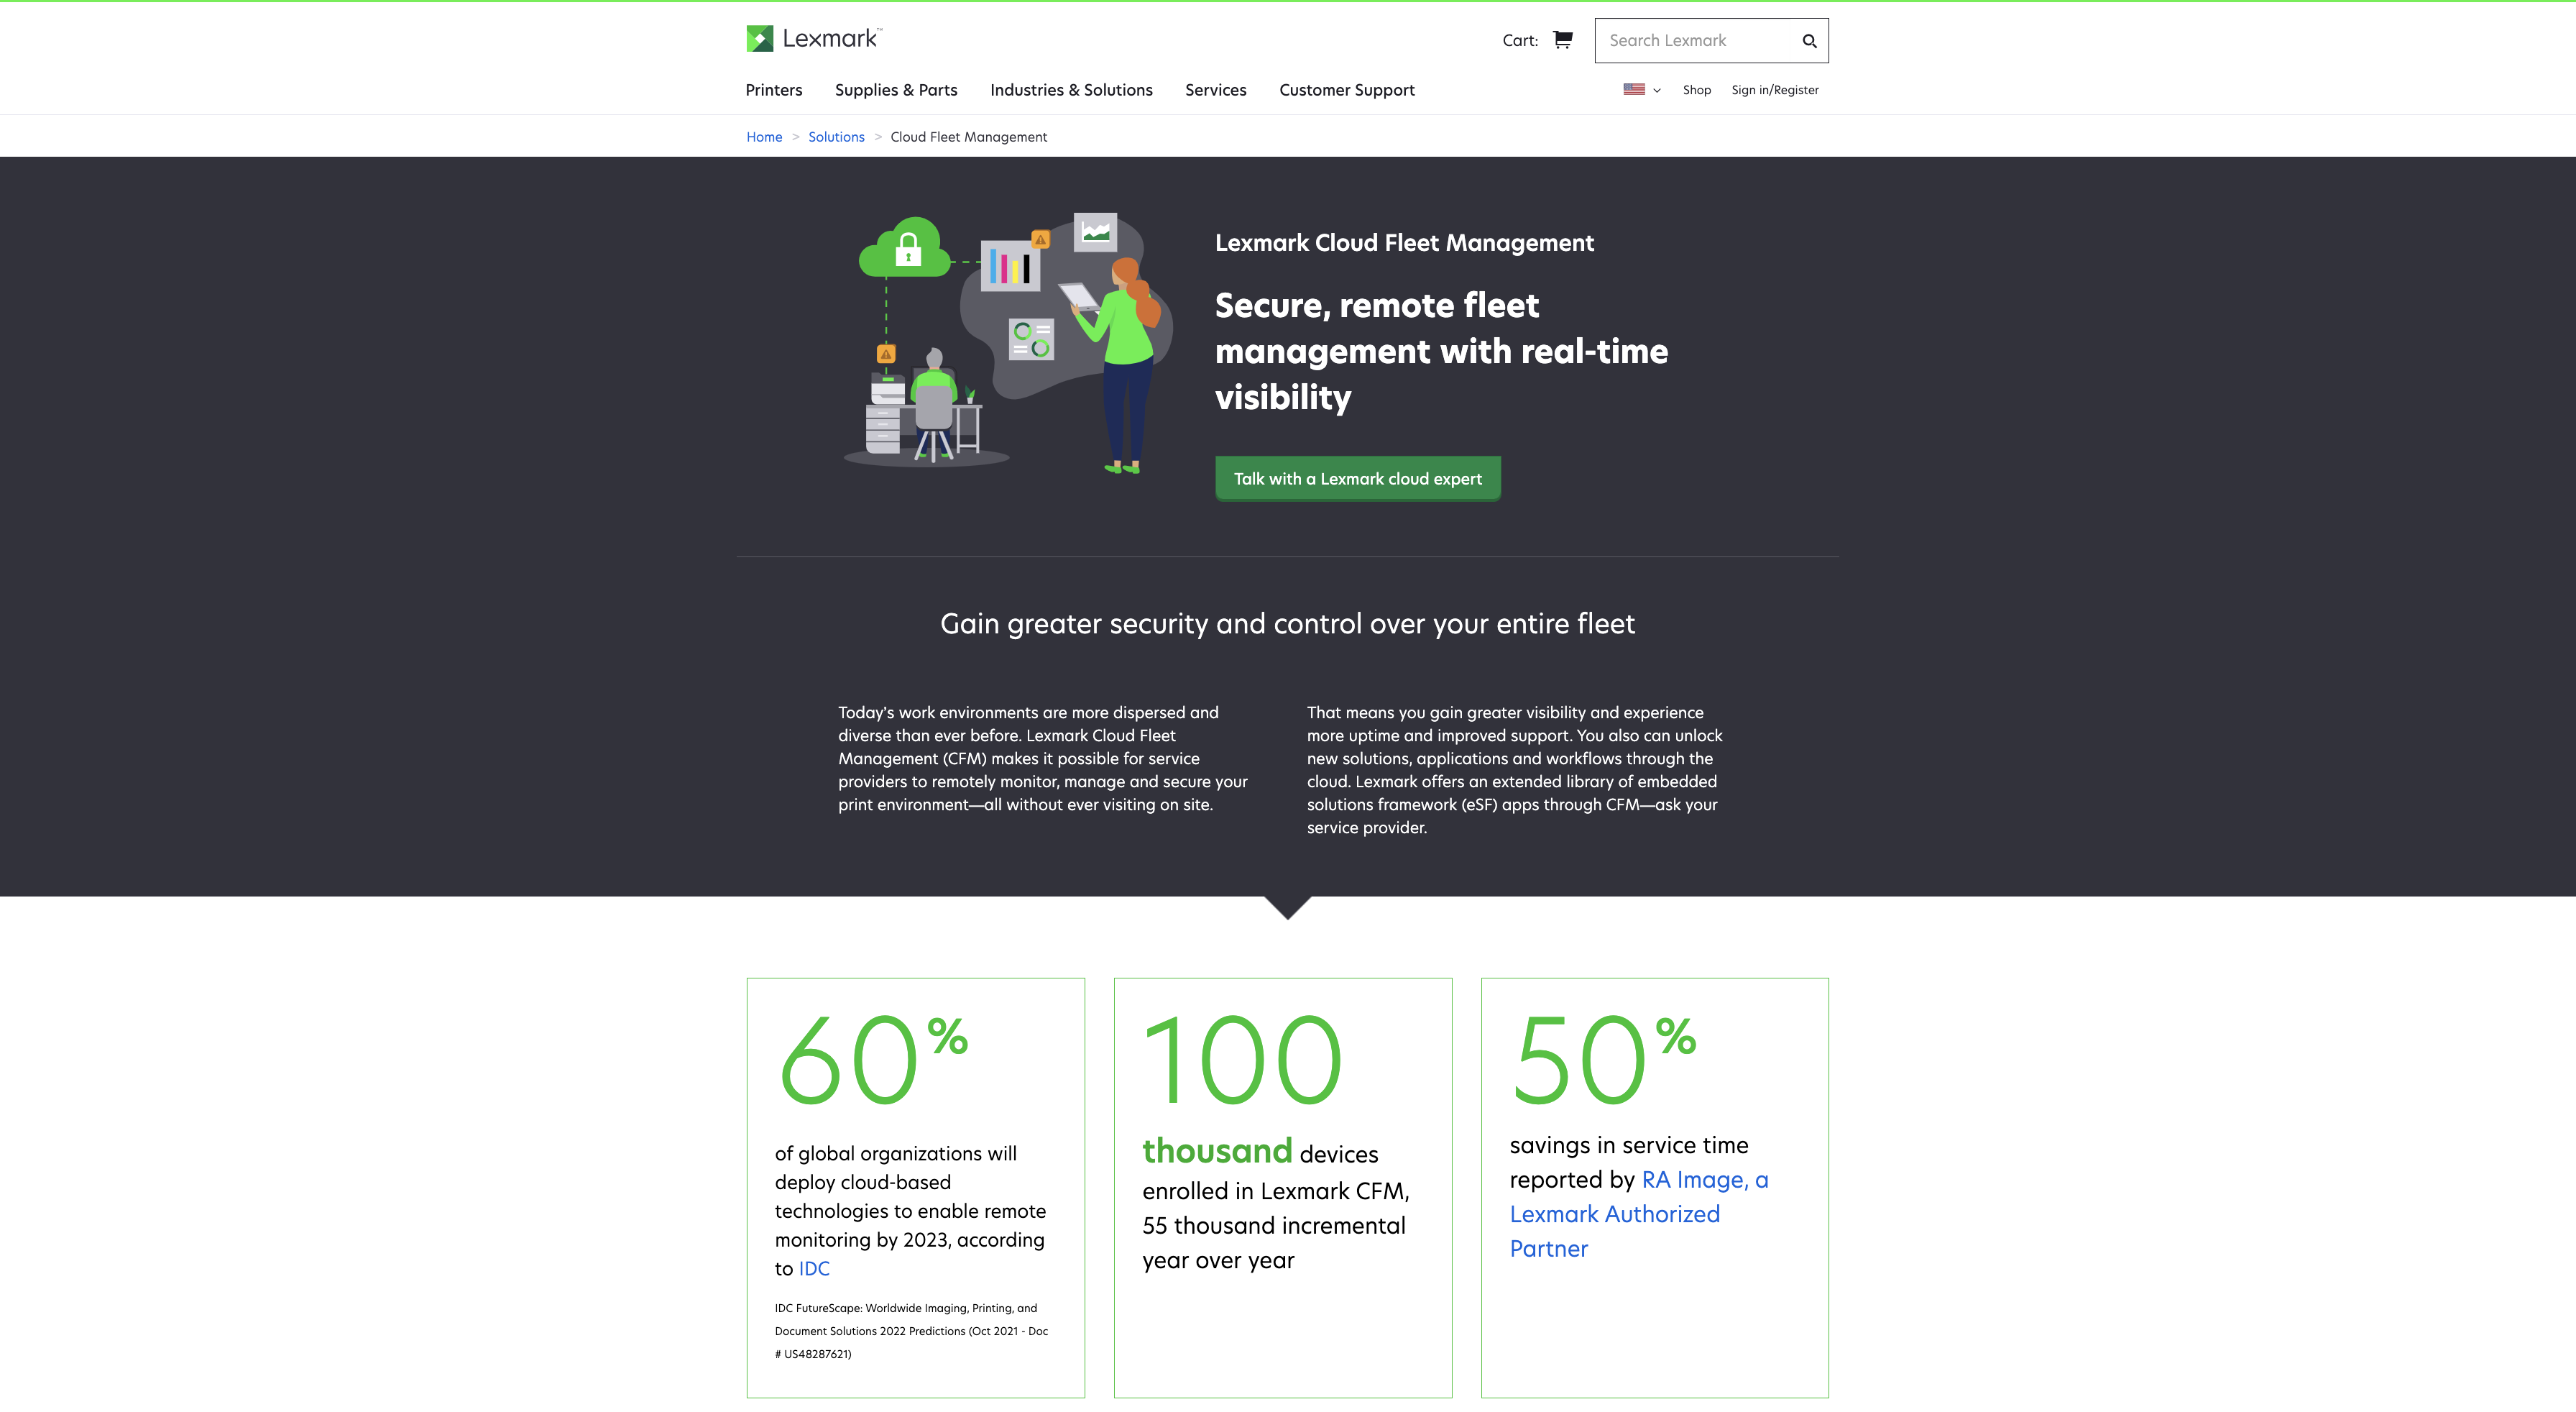 Lexmark™
Cart:
Search Lexmark
Printers
Supplies & Parts
Industries & Solutions
Services
Customer Support
Shop
Sign in/Register
Home > Solutions > Cloud Fleet Management
Lexmark Cloud Fleet Management
Secure, remote fleet
management with real-time
visibility
Talk with a Lexmark cloud expert
Gain greater security and control over your entire fleet
Today's work environments are more dispersed and
diverse than ever before. Lexmark Cloud Fleet
Management (CFM) makes it possible for service
providers to remotely monitor, manage and secure your
print environment—all without ever visiting on site.
That means you gain greater visibility and experience
more uptime and improved support. You also can unlock
new solutions, applications and workflows through the
cloud. Lexmark offers an extended library of embedded
solutions framework (eSF) apps through CFM—ask your
service provider.
60%
of global organizations will
deploy cloud-based
technologies to enable remote
monitoring by 2023, according
to IDC
IDC FutureScape: Worldwide Imaging, Printing, and
Document Solutions 2022 Predictions (Oct 2021 - Doc
# US48287621)
100
thousand devices
enrolled in Lexmark CFM,
55 thousand incremental
year over year
50%
savings in service time
reported by RA Image, a
Lexmark Authorized
Partner